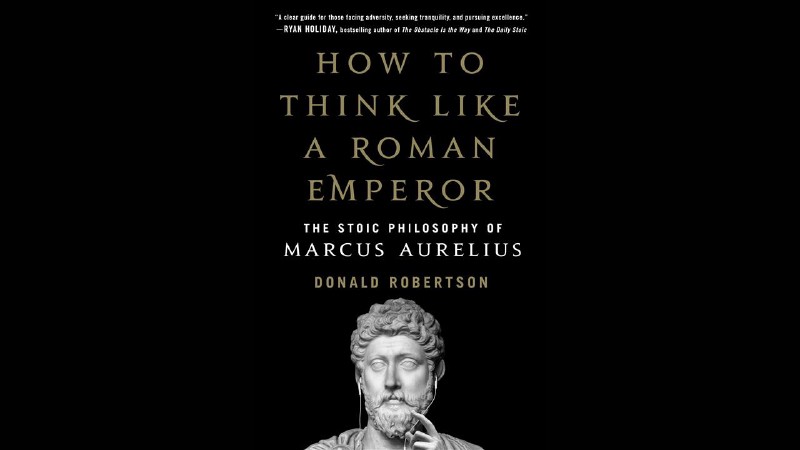 "A clear guide for those facing adversity, seeking tranquility, and pursuing excellence."
—RYAN HOLIDAY, bestselling author of The Obstacle Is the Way and The Daily Stoic
HOW TO
THINK LIKE
A ROMAN
EMPEROR
THE STOIC PHILOSOPHY OF
MARCUS AURELIUS
DONALD ROBERTSON